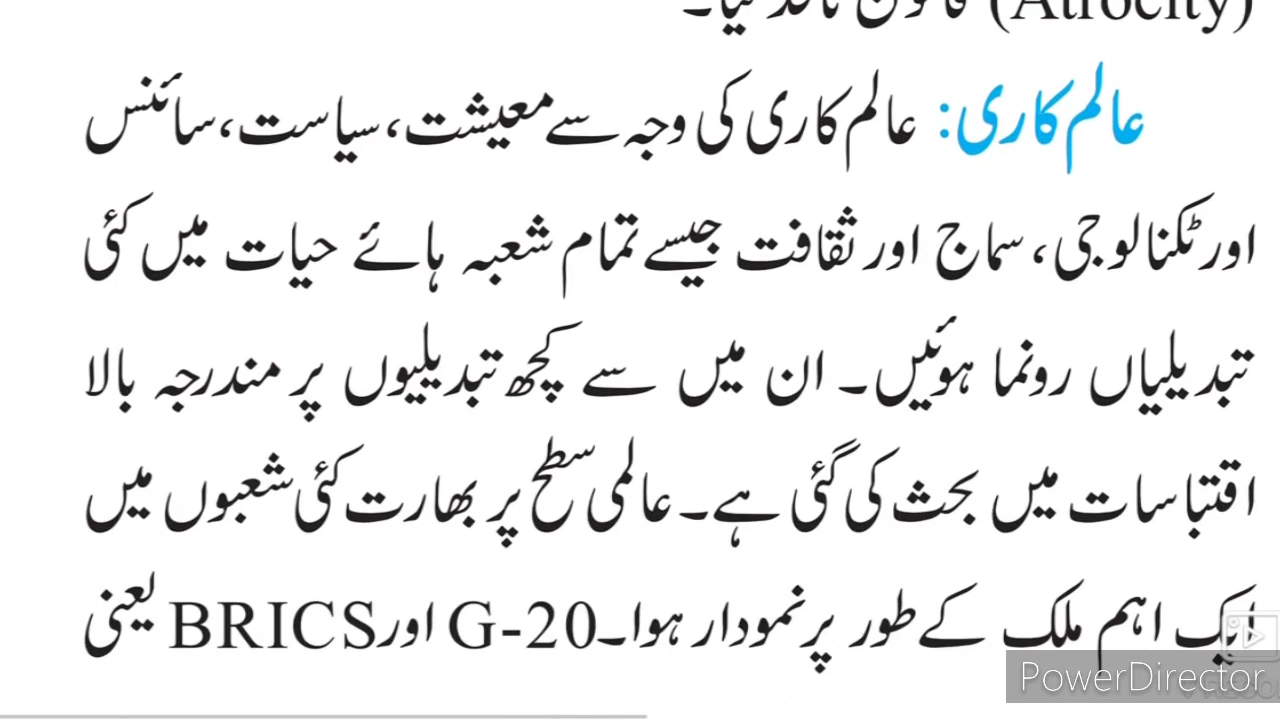 (Atrocity) قانون نافذ کیا۔
عالم کاری: عالم کاری کی وجہ سے معیشت، سیاست، سائنس
اور ٹکنالوجی، سماج اور ثقافت جیسے تمام شعبہ ہائے حیات میں کئی
تبدیلیاں رونما ہوئیں۔ ان میں سے کچھ تبدیلیوں پر مندرجہ بالا
اقتباسات میں بحث کی گئی ہے۔ عالمی سطح پر بھارت کئی شعبوں میں
ایک اہم ملک کے طور پر نمودار ہوا۔ G-20 اور BRICS یعنی
PowerDirector